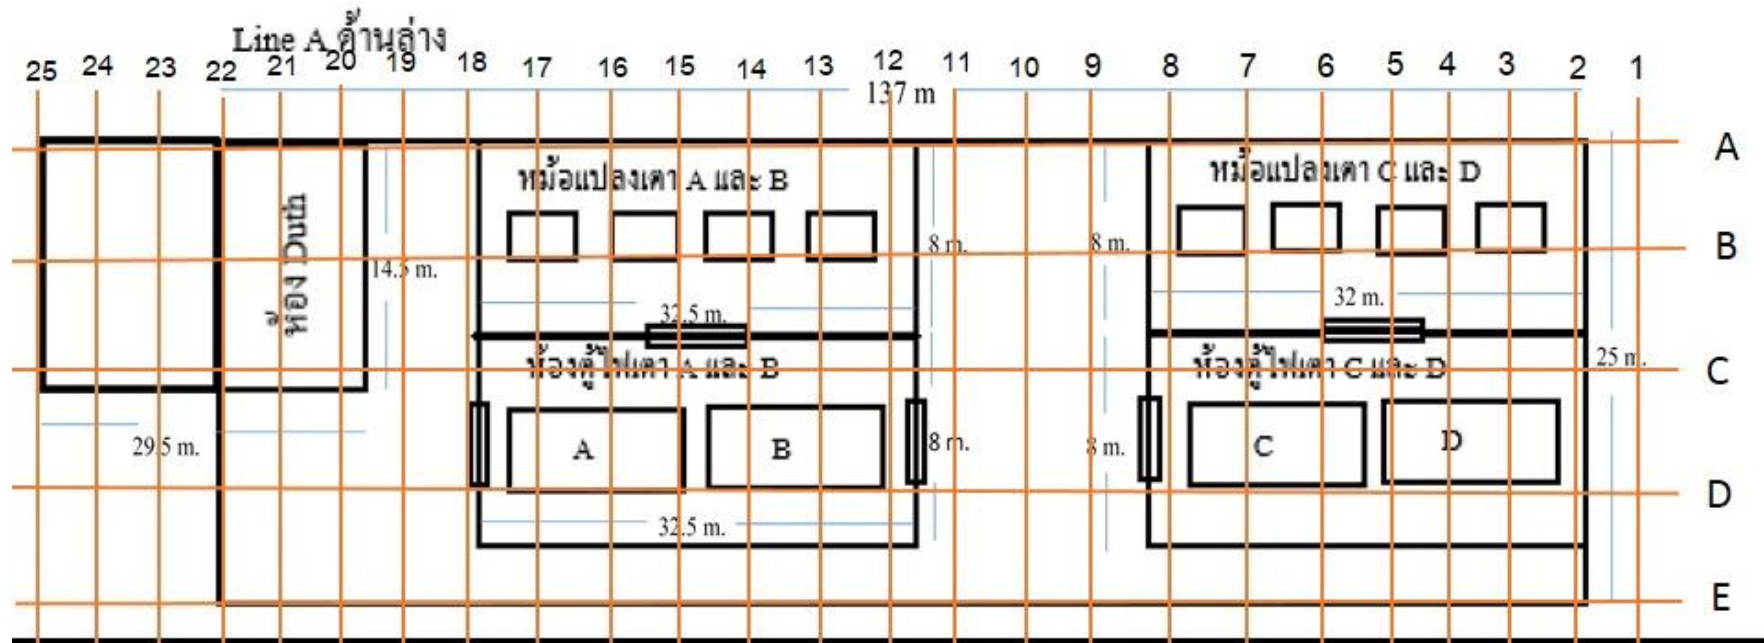 Line A ด้านล่าง
25 24 23 22 21 20 19 18 17 16 15 14 13 12 11 10 9 8 7 6 5 4 3 2 1
137 m
A
หม้อแปลงเตา A และ B
หม้อแปลงเตา C และ D
ห้อง Duth
8 m.
8 m.
B
14.5 m.
32.5 m.
32 m.
ห้องตู้ไฟเตา A และ B
ห้องตู้ไฟเตา C และ D
25 m.
C
29.5 m.
A
B
8 m.
8 m.
C
D
D
32.5 m.
E